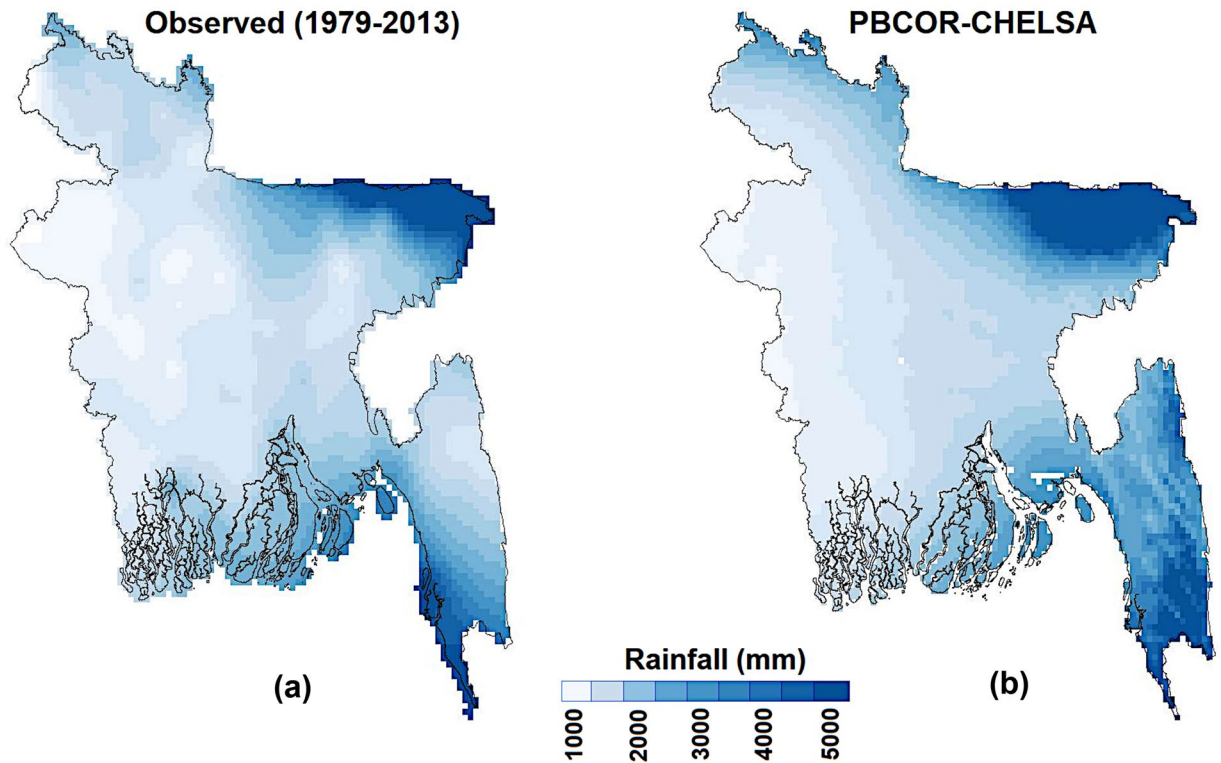 Observed (1979-2013)
PBCOR-CHELSA
Rainfall (mm)
(a)
(b)
1000
2000
3000
4000
5000